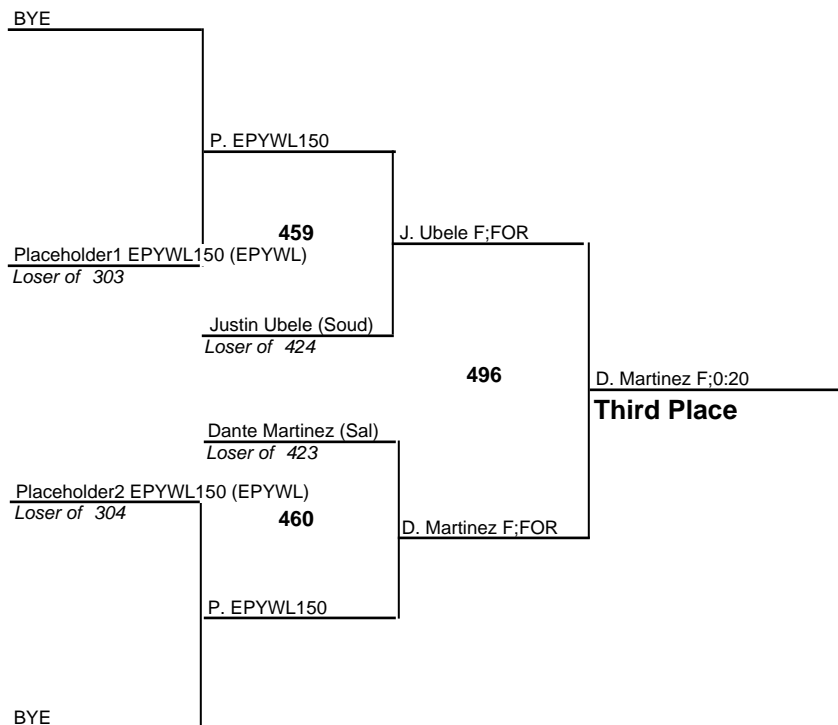 BYE
P. EPYWL150
459
J. Ubele F;FOR
Placeholder1 EPYWL150 (EPYWL)
Loser of 303
Justin Ubele (Soud)
Loser of 424
496
D. Martinez F;0:20
Third Place
Dante Martinez (Sal)
Loser of 423
Placeholder2 EPYWL150 (EPYWL)
Loser of 304
460
D. Martinez F;FOR
P. EPYWL150
BYE